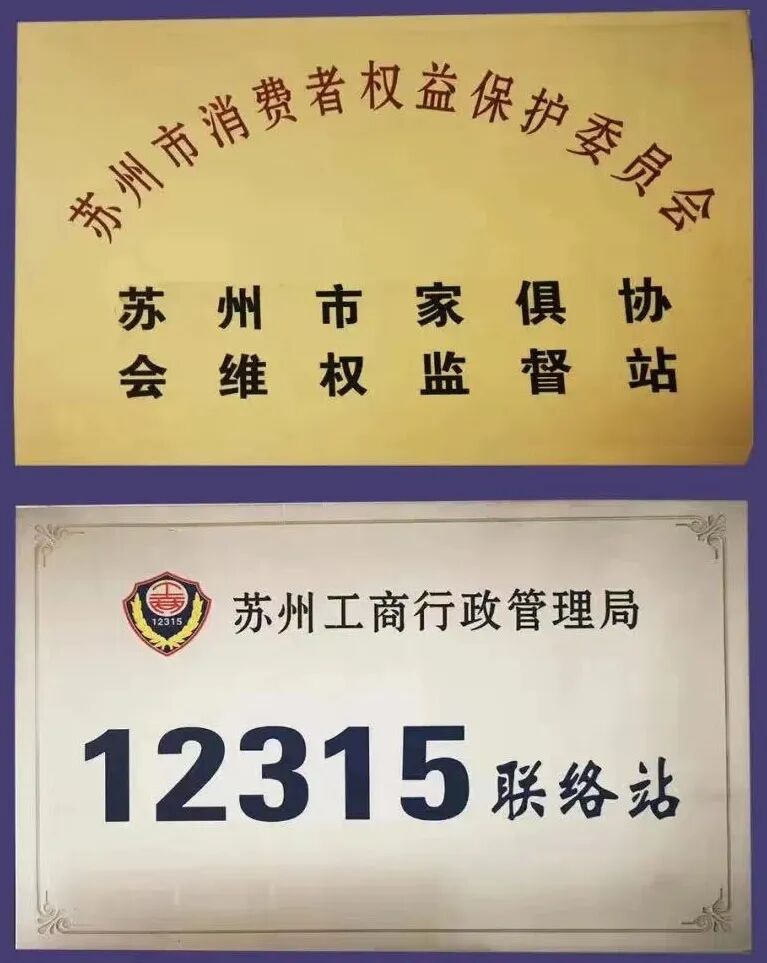 苏州市消费者权益保护委员会
苏州市家俱协
会维权监督站
12315
苏州工商行政管理局
12315联络站